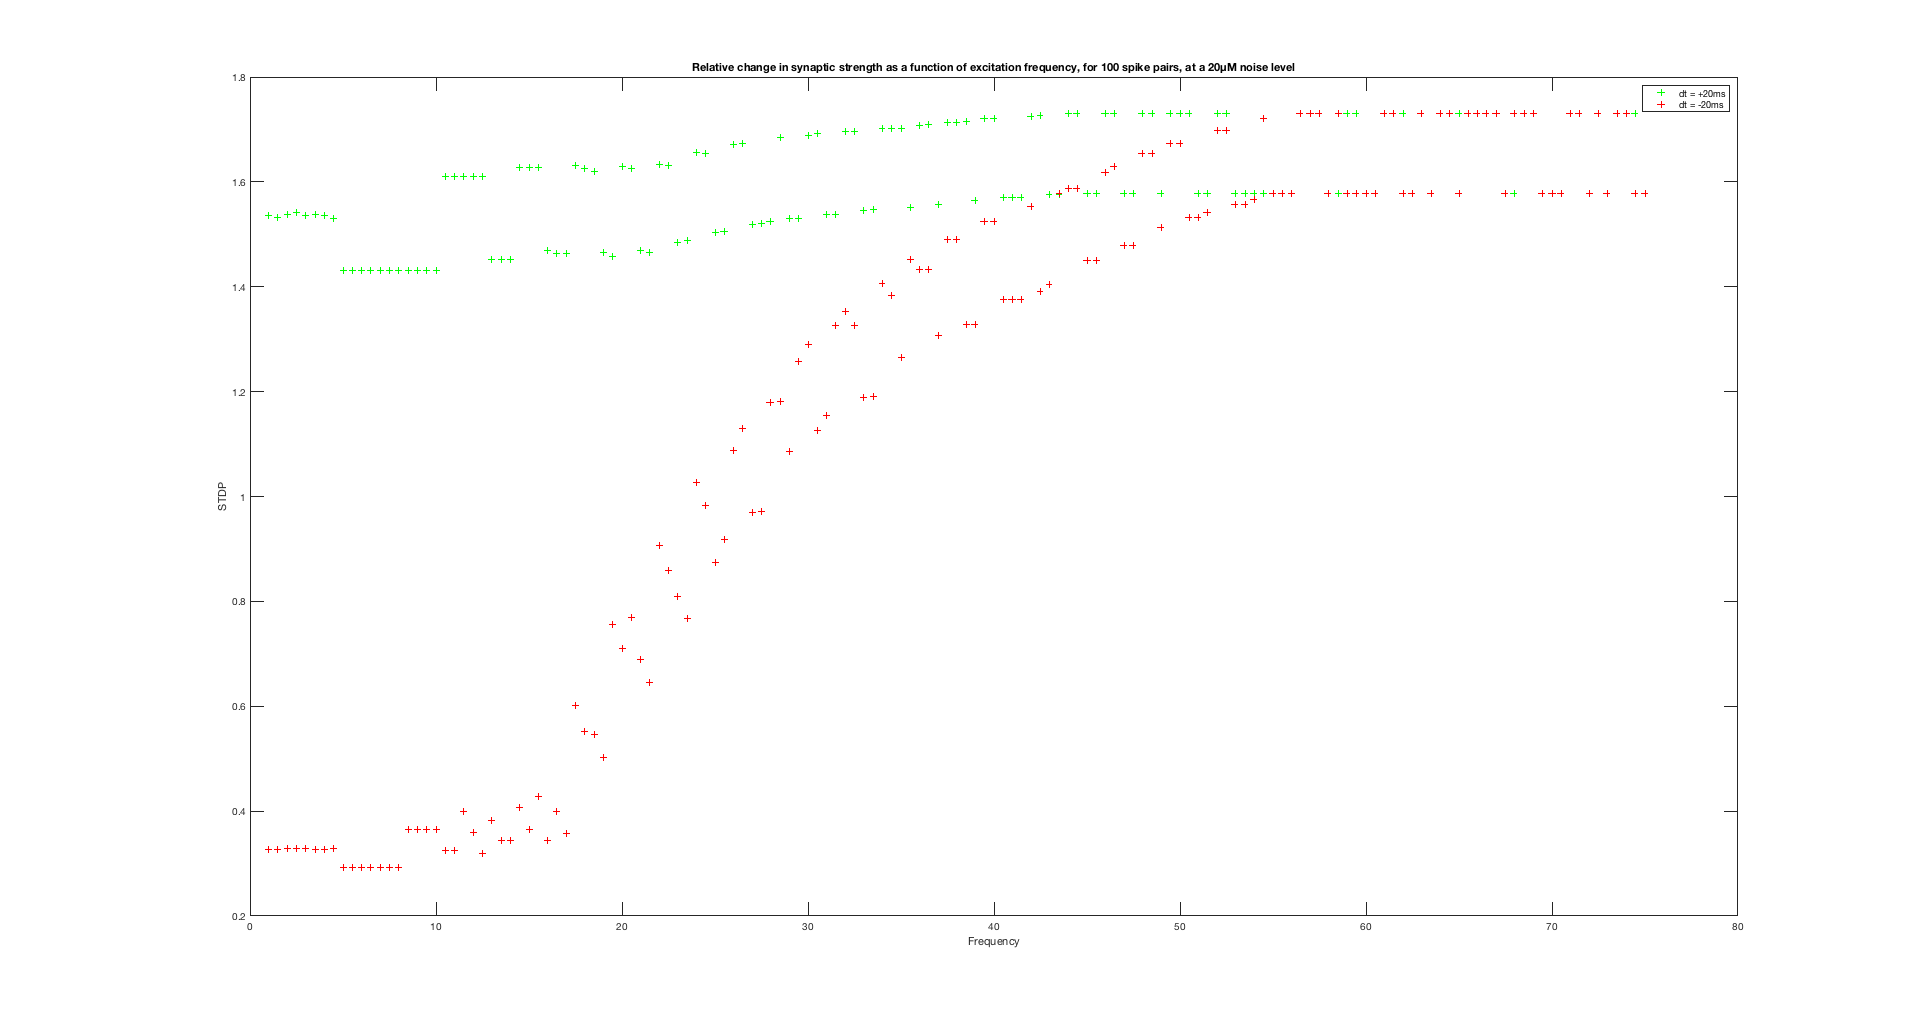 Relative change in synaptic strength as a function of excitation frequency, for 100 spike pairs, at a 20µM noise level
dt = +20ms
dt = -20ms
1.8
1.6
1.4
1.2
1
0.8
0.6
0.4
0.2
STDP
0 10 20 30 40 50 60 70 80
Frequency